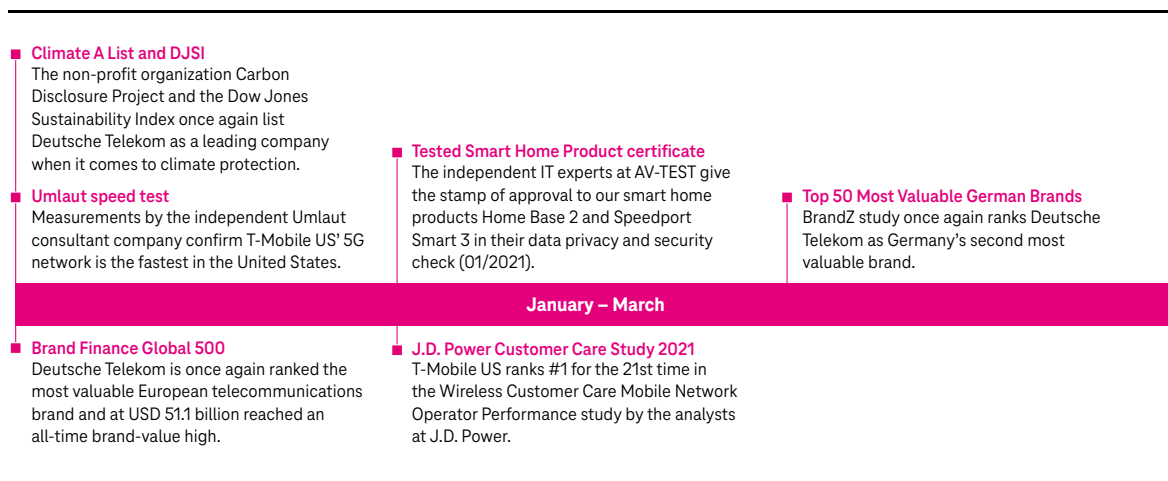 Climate A List and DJSI
The non-profit organization Carbon
Disclosure Project and the Dow Jones
Sustainability Index once again list
Deutsche Telekom as a leading company
when it comes to climate protection.
Umlaut speed test
Measurements by the independent Umlaut
consultant company confirm T-Mobile US’ 5G
network is the fastest in the United States.
Tested Smart Home Product certificate
The independent IT experts at AV-TEST give
the stamp of approval to our smart home
products Home Base 2 and Speedport
Smart 3 in their data privacy and security
check (01/2021).
Top 50 Most Valuable German Brands
BrandZ study once again ranks Deutsche
Telekom as Germany’s second most
valuable brand.
January – March
Brand Finance Global 500
Deutsche Telekom is once again ranked the
most valuable European telecommunications
brand and at USD 51.1 billion reached an
all-time brand-value high.
J.D. Power Customer Care Study 2021
T-Mobile US ranks #1 for the 21st time in
the Wireless Customer Care Mobile Network
Operator Performance study by the analysts
at J.D. Power.